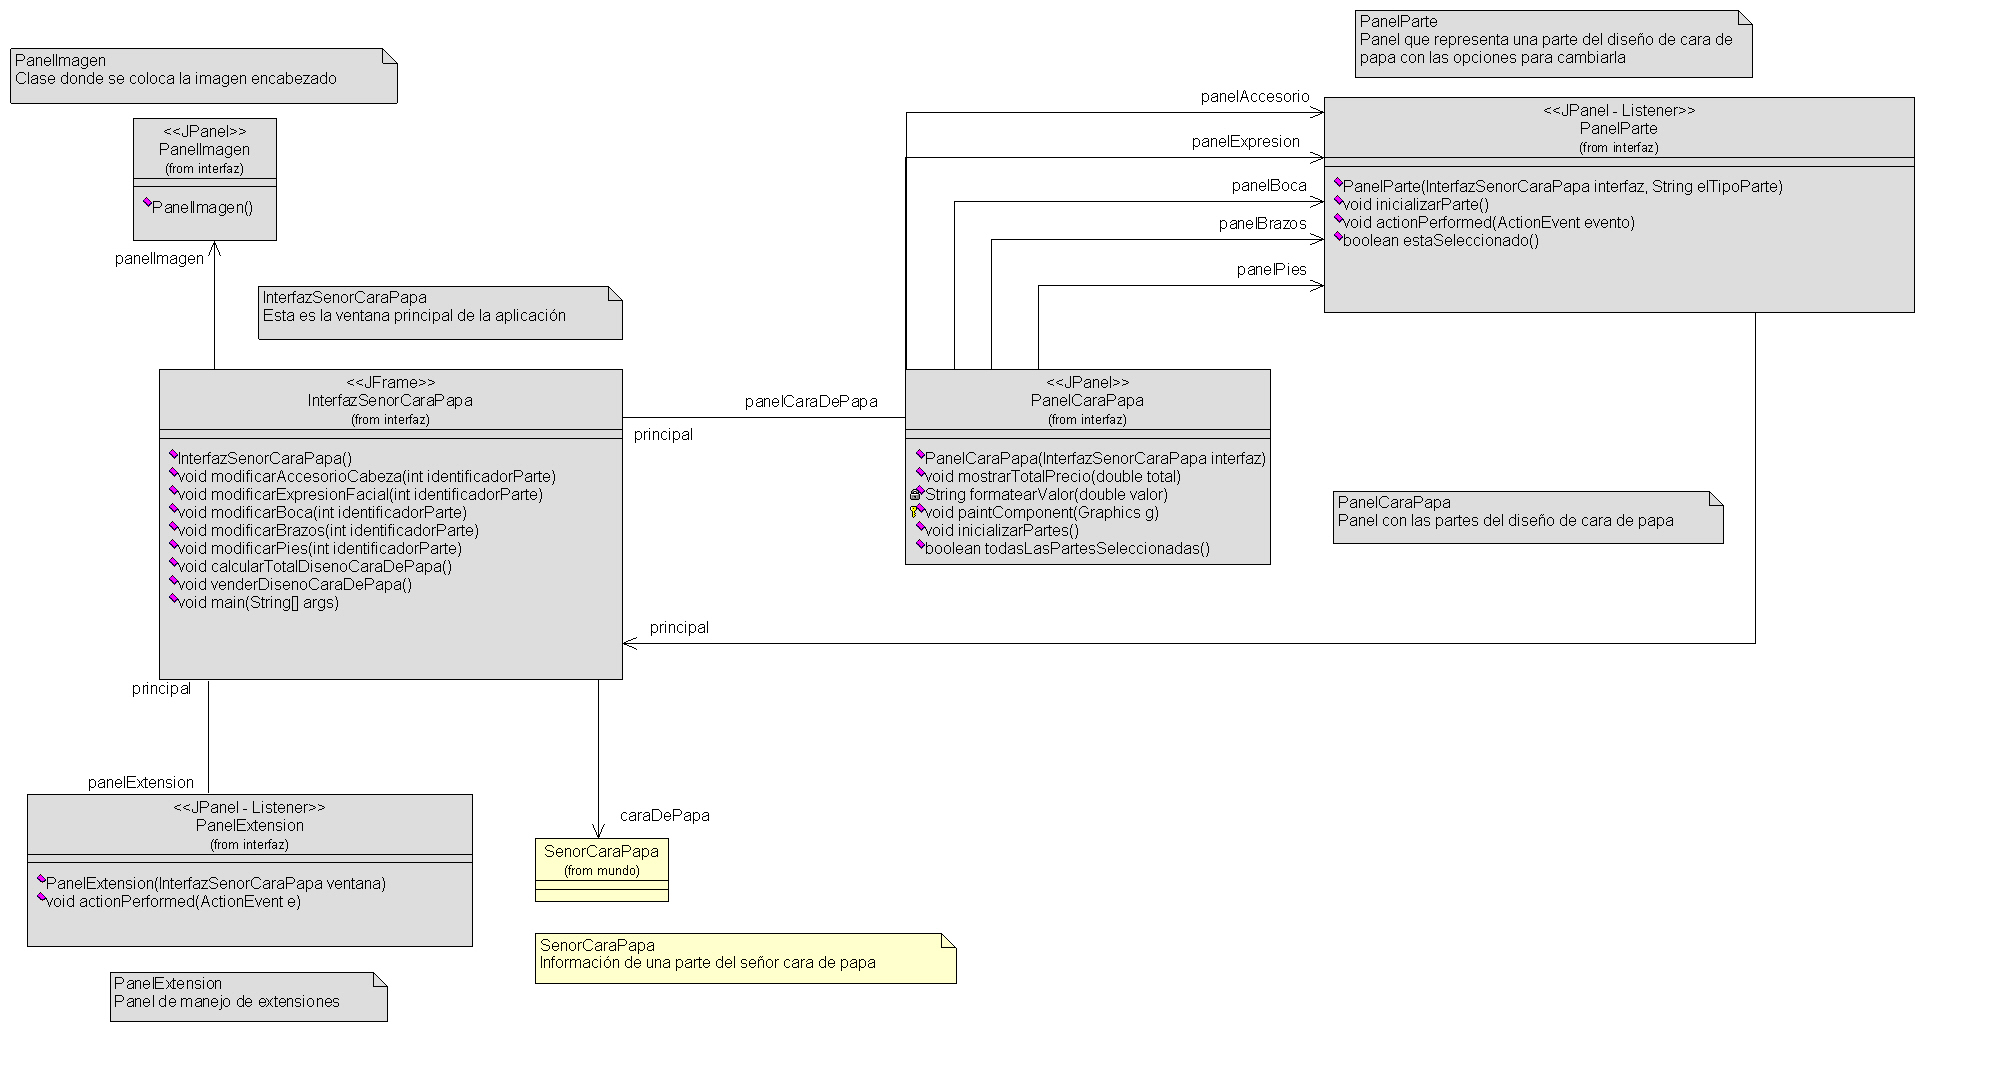 PanelImagen
Clase donde se coloca la imagen encabezado
<<JPanel>>
PanelImagen
(from interfaz)
PanelImagen()
panelImagen
InterfazSenorCaraPapa
Esta es la ventana principal de la aplicación
<<JFrame>>
InterfazSenorCaraPapa
(from interfaz)
InterfazSenorCaraPapa()
void modificarAccesorioCabeza(int identificadorParte)
void modificarExpresionFacial(int identificadorParte)
void modificarBoca(int identificadorParte)
void modificarBrazos(int identificadorParte)
void modificarPies(int identificadorParte)
void calcularTotalDisenoCaraDePapa()
void venderDisenoCaraDePapa()
void main(String[] args)
panelCaraDePapa
principal
PanelParte
Panel que representa una parte del diseño de cara de
papa con las opciones para cambiarla
panelAccesorio
panelExpresion
panelBoca
panelBrazos
panelPies
<<JPanel - Listener>>
PanelParte
(from interfaz)
PanelParte(InterfazSenorCaraPapa interfaz, String elTipoParte)
void inicializarParte()
void actionPerformed(ActionEvent evento)
boolean estaSeleccionado()
<<JPanel>>
PanelCaraPapa
(from interfaz)
PanelCaraPapa(InterfazSenorCaraPapa interfaz)
void mostrarTotalPrecio(double total)
String formatearValor(double valor)
void paintComponent(Graphics g)
void inicializarPartes()
boolean todasLasPartesSeleccionadas()
PanelCaraPapa
Panel con las partes del diseño de cara de papa
principal
principal
panelExtension
<<JPanel - Listener>>
PanelExtension
(from interfaz)
PanelExtension(InterfazSenorCaraPapa ventana)
void actionPerformed(ActionEvent e)
PanelExtension
Panel de manejo de extensiones
caraDePapa
SenorCaraPapa
(from mundo)
SenorCaraPapa
Información de una parte del señor cara de papa